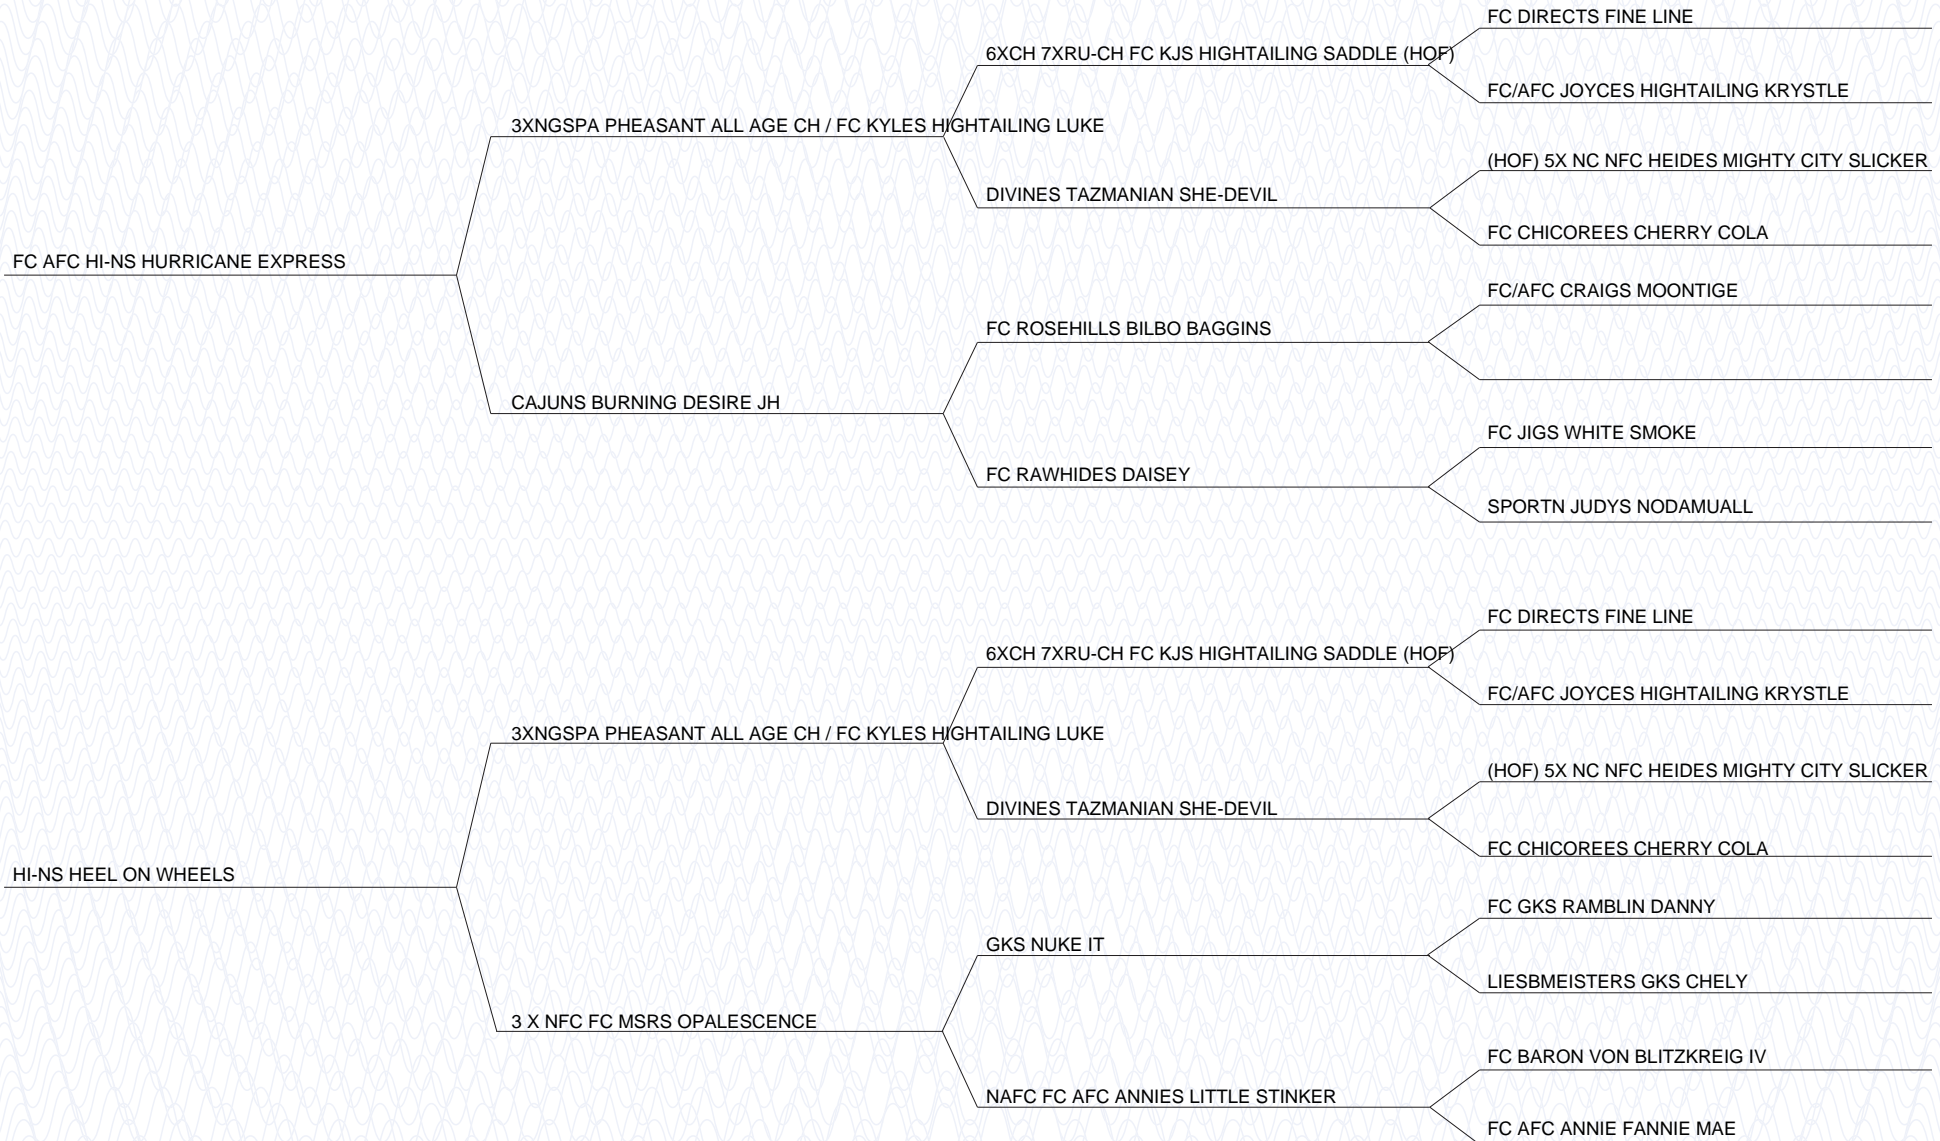 FC DIRECTS FINE LINE
6XCH 7XRU-CH FC KJS HIGHTAILING SADDLE (HOF)
FC/AFC JOYCES HIGHTAILING KRYSTLE
3XNGSPA PHEASANT ALL AGE CH / FC KYLES HIGHTAILING LUKE
(HOF) 5X NC NFC HEIDES MIGHTY CITY SLICKER
DIVINES TAZMANIAN SHE-DEVIL
FC CHICOREES CHERRY COLA
FC AFC HI-NS HURRICANE EXPRESS
FC/AFC CRAIGS MOONTIGE
FC ROSEHILLS BILBO BAGGINS
CAJUNS BURNING DESIRE JH
FC JIGS WHITE SMOKE
FC RAWHIDES DAISEY
SPORTN JUDYS NODAMUALL
FC DIRECTS FINE LINE
6XCH 7XRU-CH FC KJS HIGHTAILING SADDLE (HOF)
FC/AFC JOYCES HIGHTAILING KRYSTLE
3XNGSPA PHEASANT ALL AGE CH / FC KYLES HIGHTAILING LUKE
(HOF) 5X NC NFC HEIDES MIGHTY CITY SLICKER
DIVINES TAZMANIAN SHE-DEVIL
FC CHICOREES CHERRY COLA
HI-NS HEEL ON WHEELS
FC GKS RAMBLIN DANNY
GKS NUKE IT
LIESBMEISTERS GKS CHELY
3 X NFC FC MSRS OPALESCENCE
FC BARON VON BLITZKREIG IV
NAFC FC AFC ANNIES LITTLE STINKER
FC AFC ANNIE FANNIE MAE